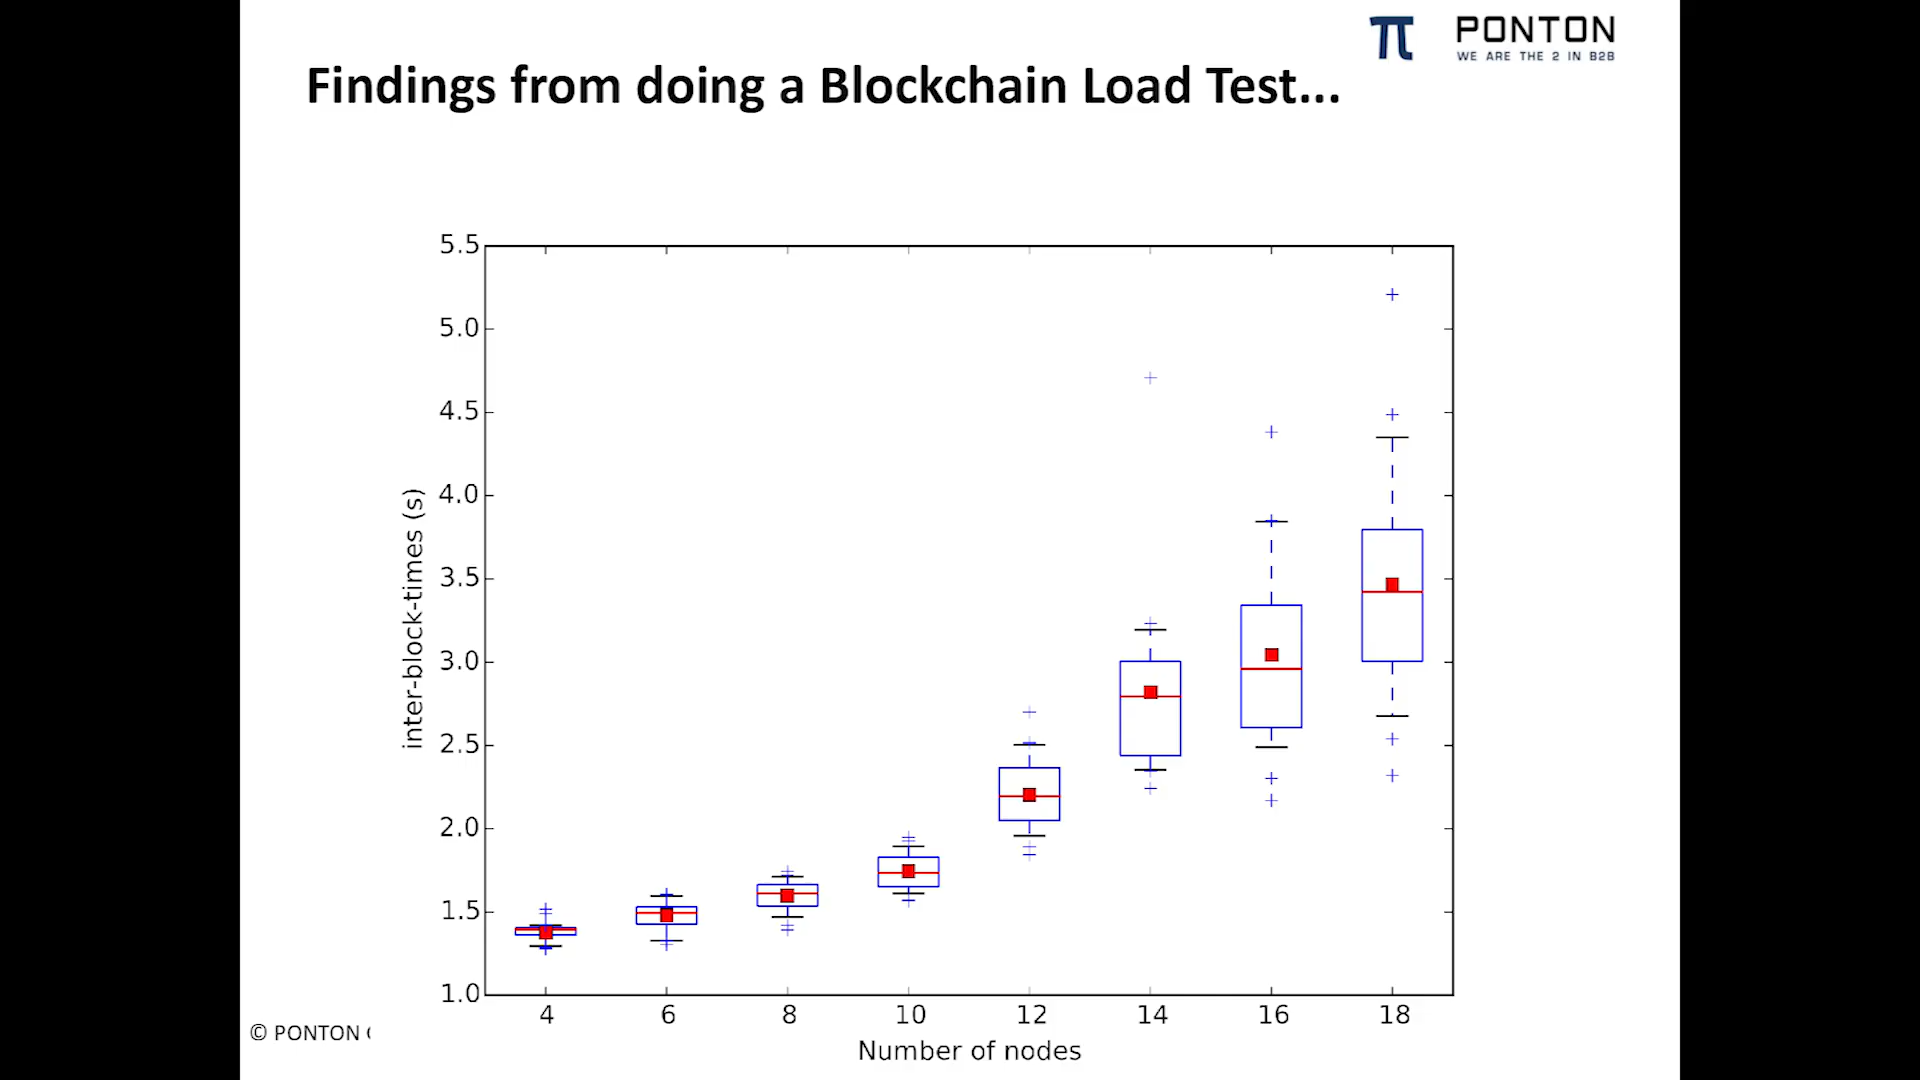 PONTON
WE ARE THE 2 IN B2B
Findings from doing a Blockchain Load Test...
5.5
5.0
4.5
4.0
3.5
3.0
2.5
2.0
1.5
1.0
inter-block-times (s)
4 6 8 10 12 14 16 18
Number of nodes
© PONTON